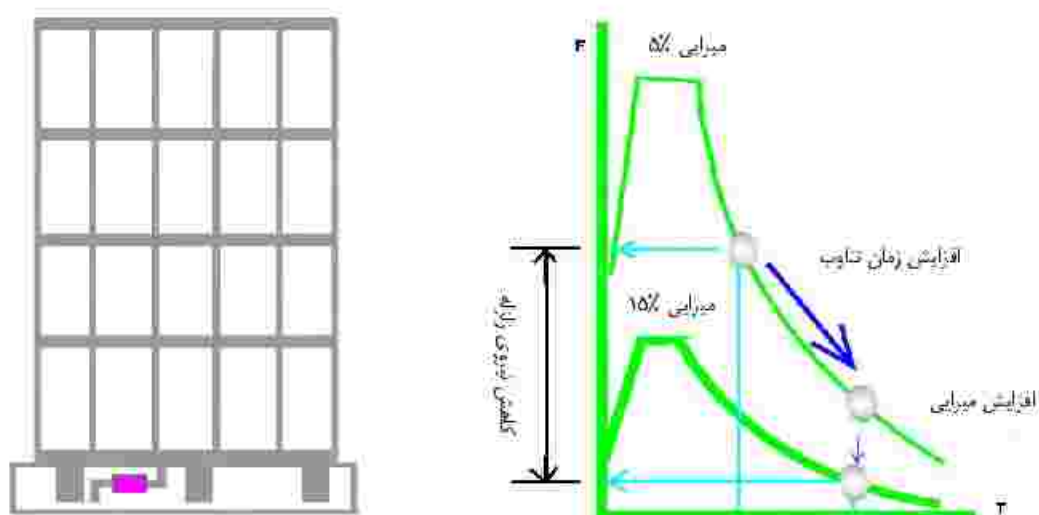 F
میرایی ۵٪
افزایش زمان تناوب
میرایی ۱۵٪
کاهش نیروی زلزله
افزایش میرایی
T